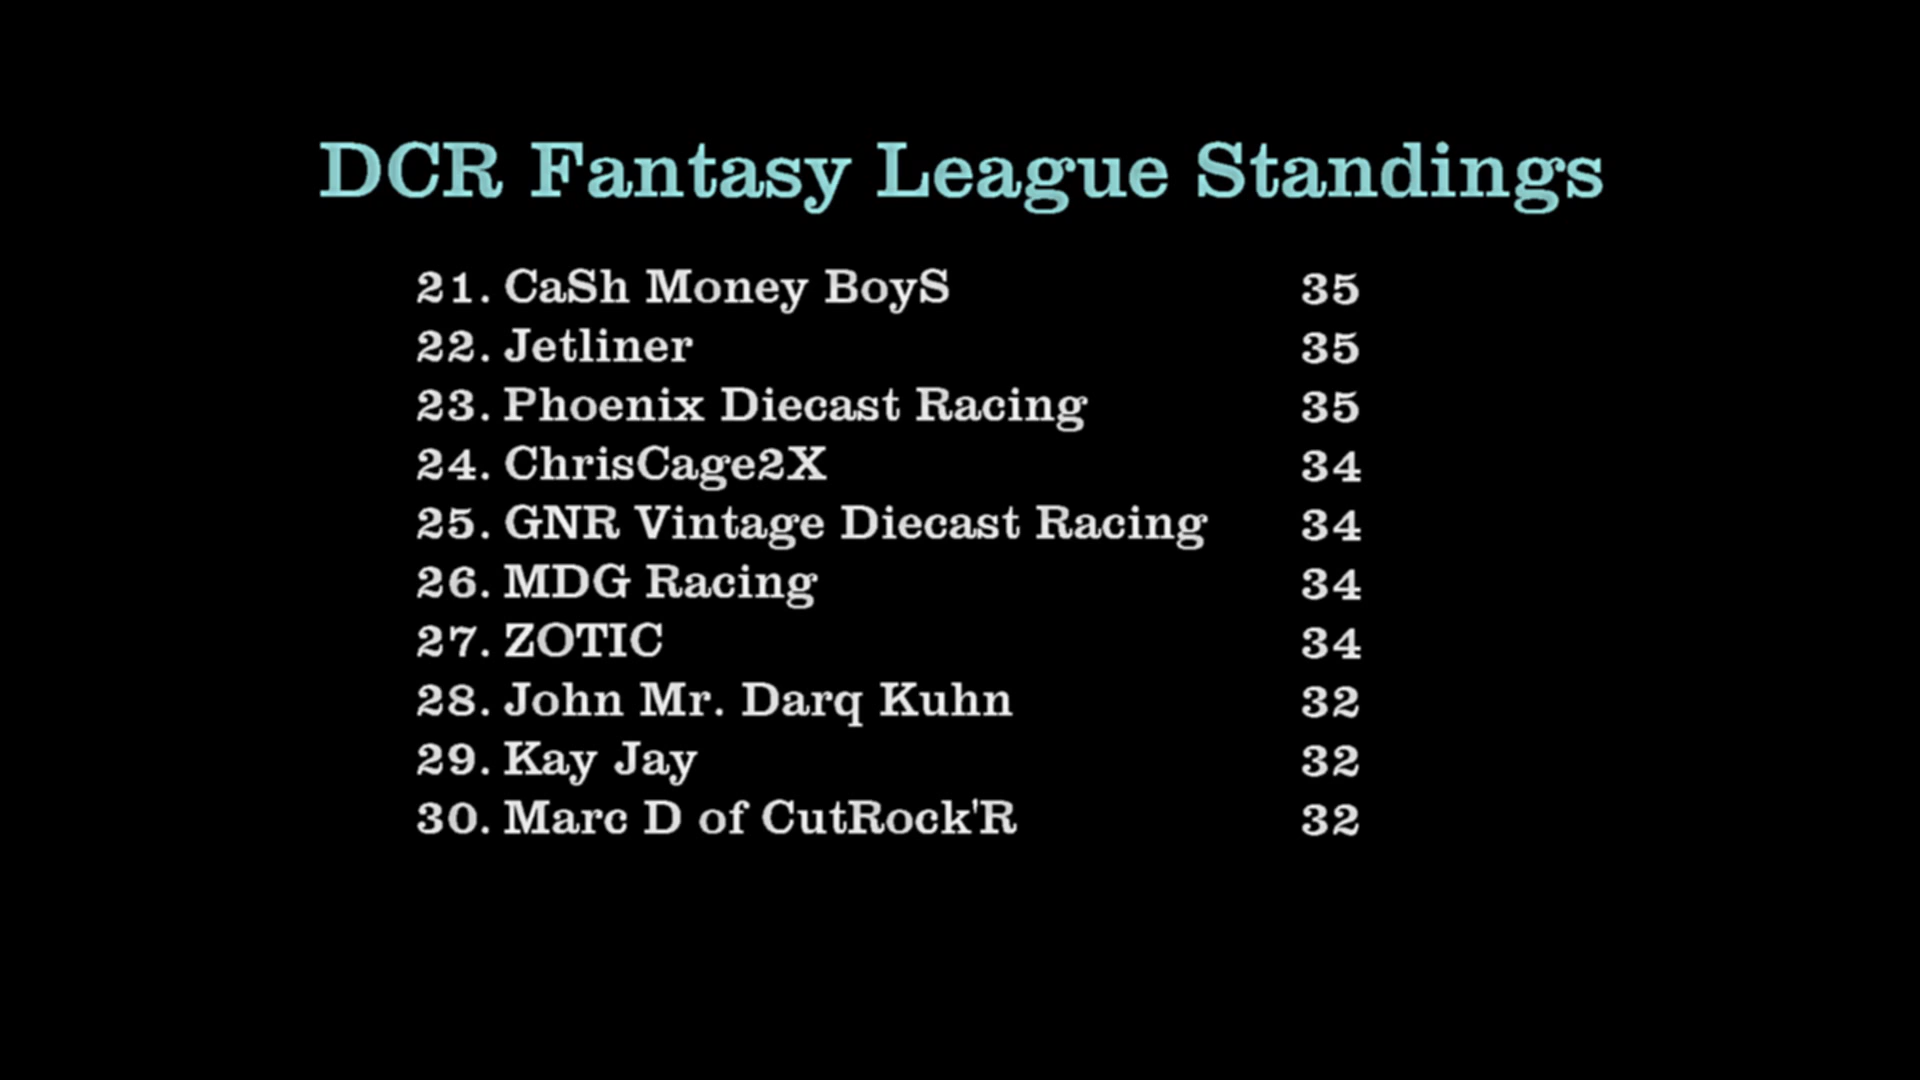 DCR Fantasy League Standings
21. CaSh Money BoyS 35
22. Jetliner 35
23. Phoenix Diecast Racing 35
24. ChrisCage2X 34
25. GNR Vintage Diecast Racing 34
26. MDG Racing 34
27. ZOTIC 34
28. John Mr. Darq Kuhn 32
29. Kay Jay 32
30. Marc D of CutRock'R 32